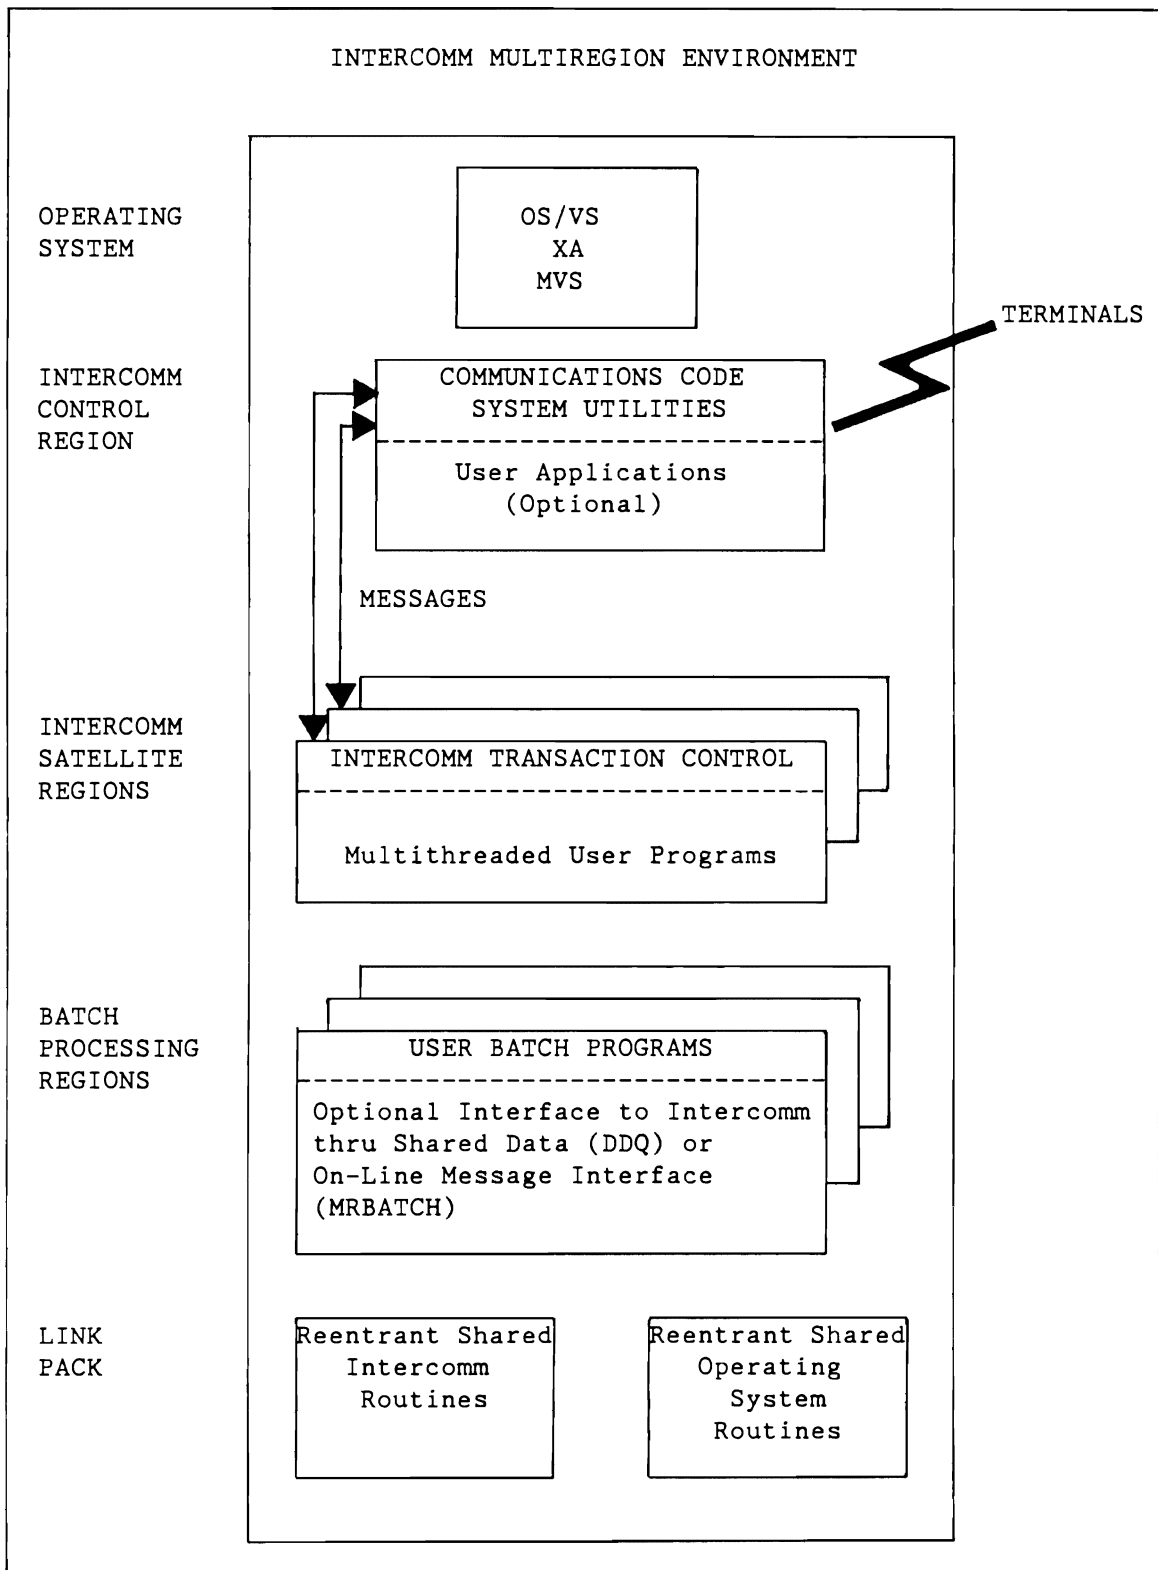 INTERCOMM MULTIREGION ENVIRONMENT
OPERATING
SYSTEM
OS/VS
XA
MVS
TERMINALS
INTERCOMM
CONTROL
REGION
COMMUNICATIONS CODE
SYSTEM UTILITIES
User Applications
(Optional)
MESSAGES
INTERCOMM
SATELLITE
REGIONS
INTERCOMM TRANSACTION CONTROL
Multithreaded User Programs
BATCH
PROCESSING
REGIONS
USER BATCH PROGRAMS
Optional Interface to Intercomm
thru Shared Data (DDQ) or
On-Line Message Interface
(MRBATCH)
LINK
PACK
Reentrant Shared
Intercomm
Routines
Reentrant Shared
Operating
System
Routines